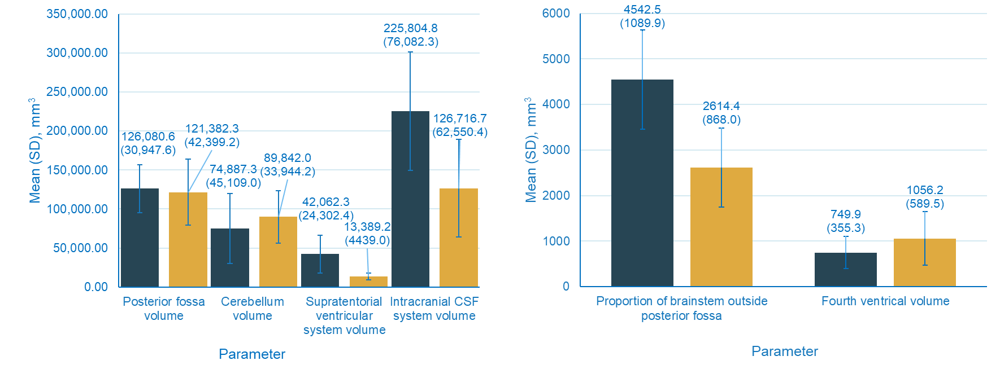 350,000.00
300,000.00
250,000.00
200,000.00
150,000.00
100,000.00
50,000.00
0.00
Mean (SD), mm³
225,804.8
(76,082.3)
126,716.7
(62,550.4)
126,080.6
(30,947.6)
121,382.3
(42,399.2)
74,887.3
(45,109.0)
89,842.0
(33,944.2)
42,062.3
(24,302.4)
13,389.2
(4439.0)
Posterior fossa
volume
Cerebellum
volume
Supratentorial
ventricular
system volume
Intracranial CSF
system volume
Parameter
6000
5000
4000
3000
2000
1000
0
Mean (SD), mm³
4542.5
(1089.9)
2614.4
(868.0)
749.9
(355.3)
1056.2
(589.5)
Proportion of brainstem outside
posterior fossa
Fourth ventrical volume
Parameter